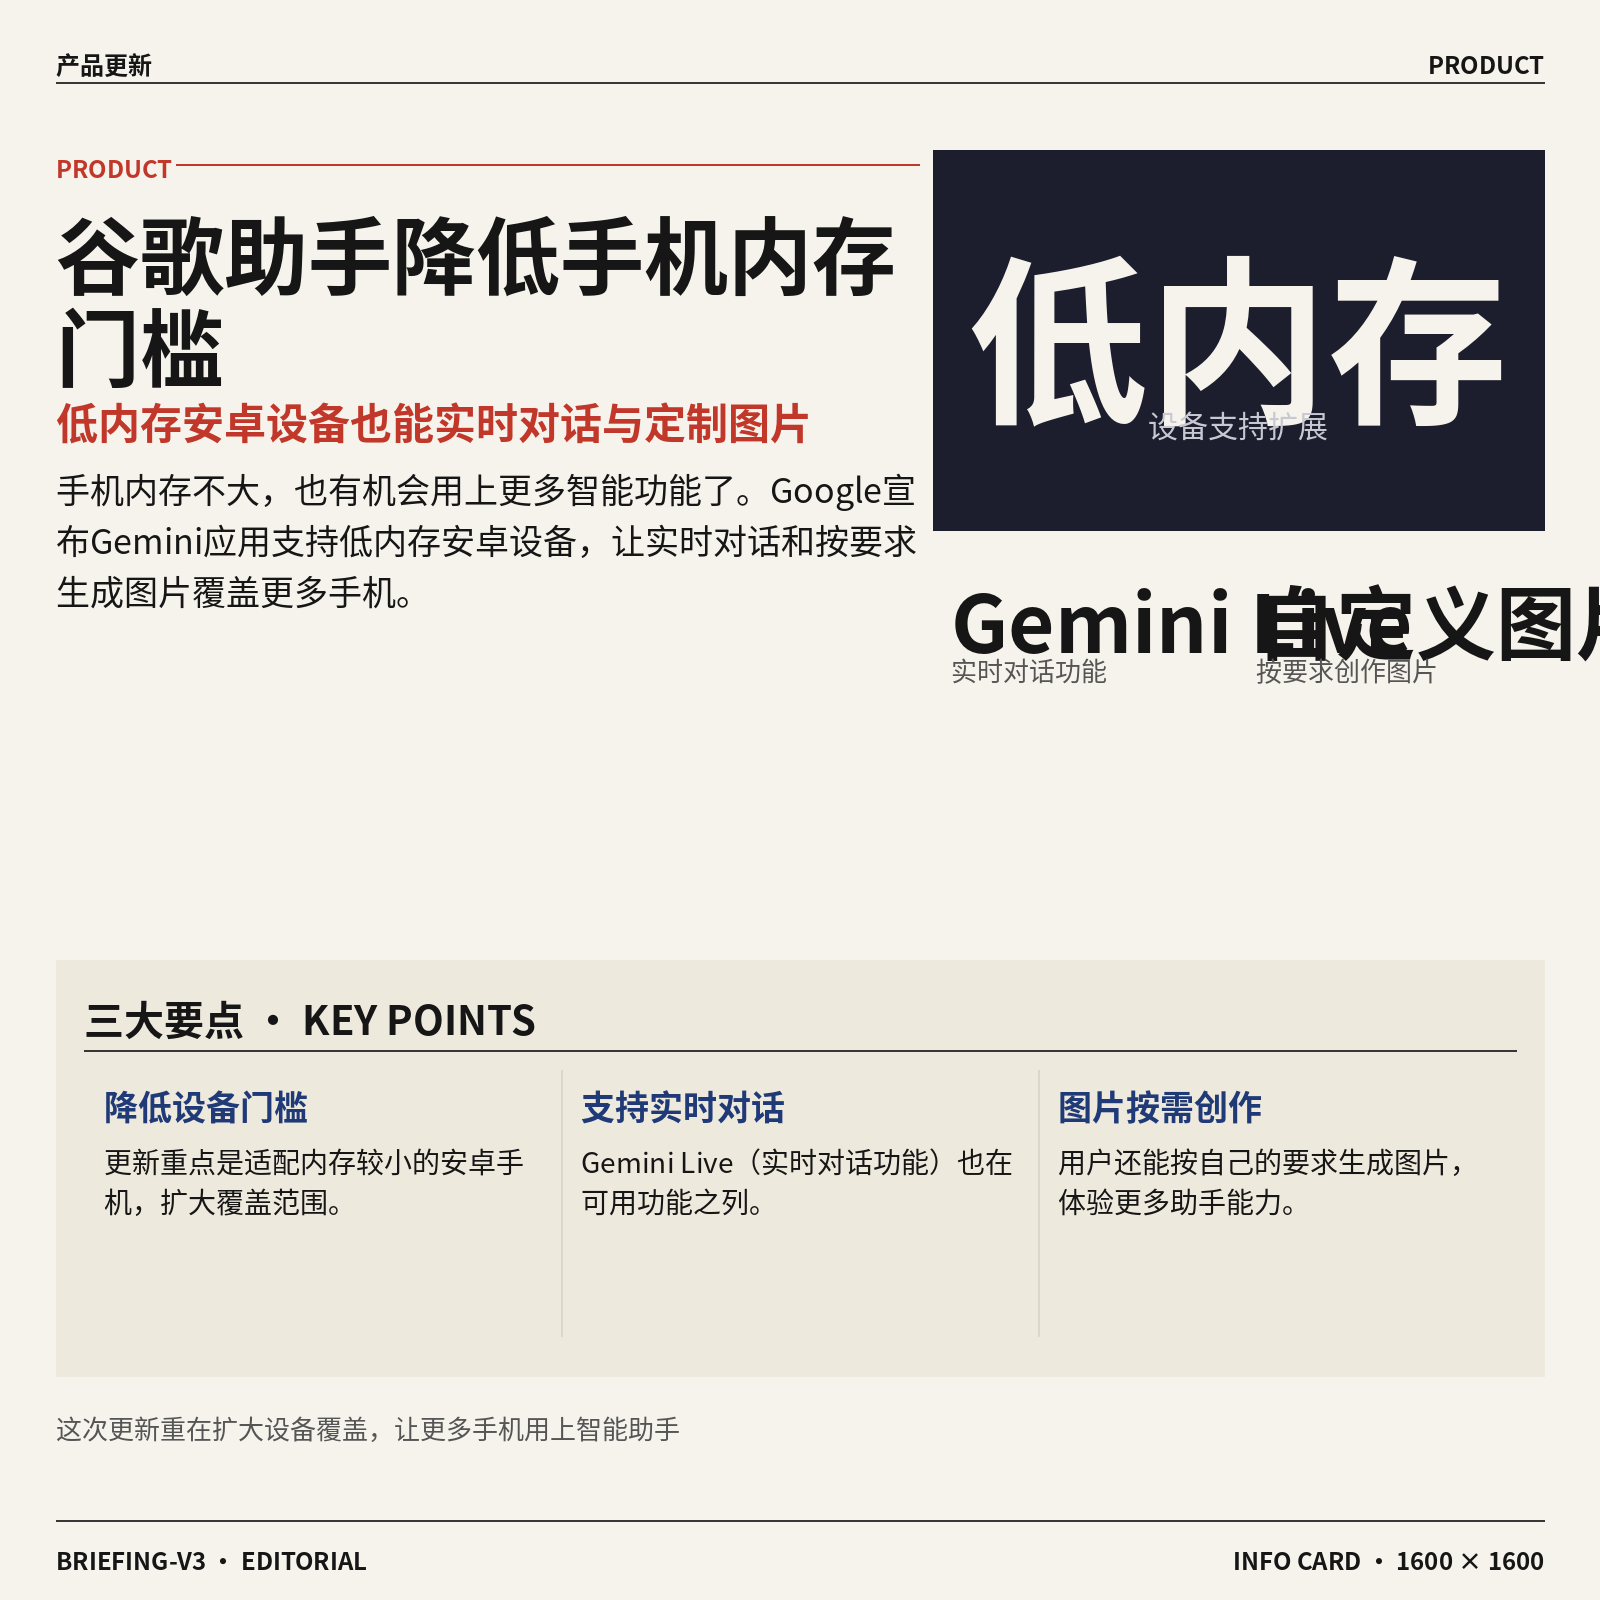 产品更新
PRODUCT
PRODUCT
谷歌助手降低手机内存
门槛
低内存安卓设备也能实时对话与定制图片
手机内存不大，也有机会用上更多智能功能了。Google宣
布Gemini应用支持低内存安卓设备，让实时对话和按要求
生成图片覆盖更多手机。
低内存
设备支持扩展
Gemini Live
实时对话功能
自定义图片
按要求创作图片
三大要点 · KEY POINTS
降低设备门槛
更新重点是适配内存较小的安卓手
机，扩大覆盖范围。
支持实时对话
Gemini Live（实时对话功能）也在
可用功能之列。
图片按需创作
用户还能按自己的要求生成图片，
体验更多助手能力。
这次更新重在扩大设备覆盖，让更多手机用上智能助手
BRIEFING-V3 · EDITORIAL
INFO CARD · 1600 × 1600